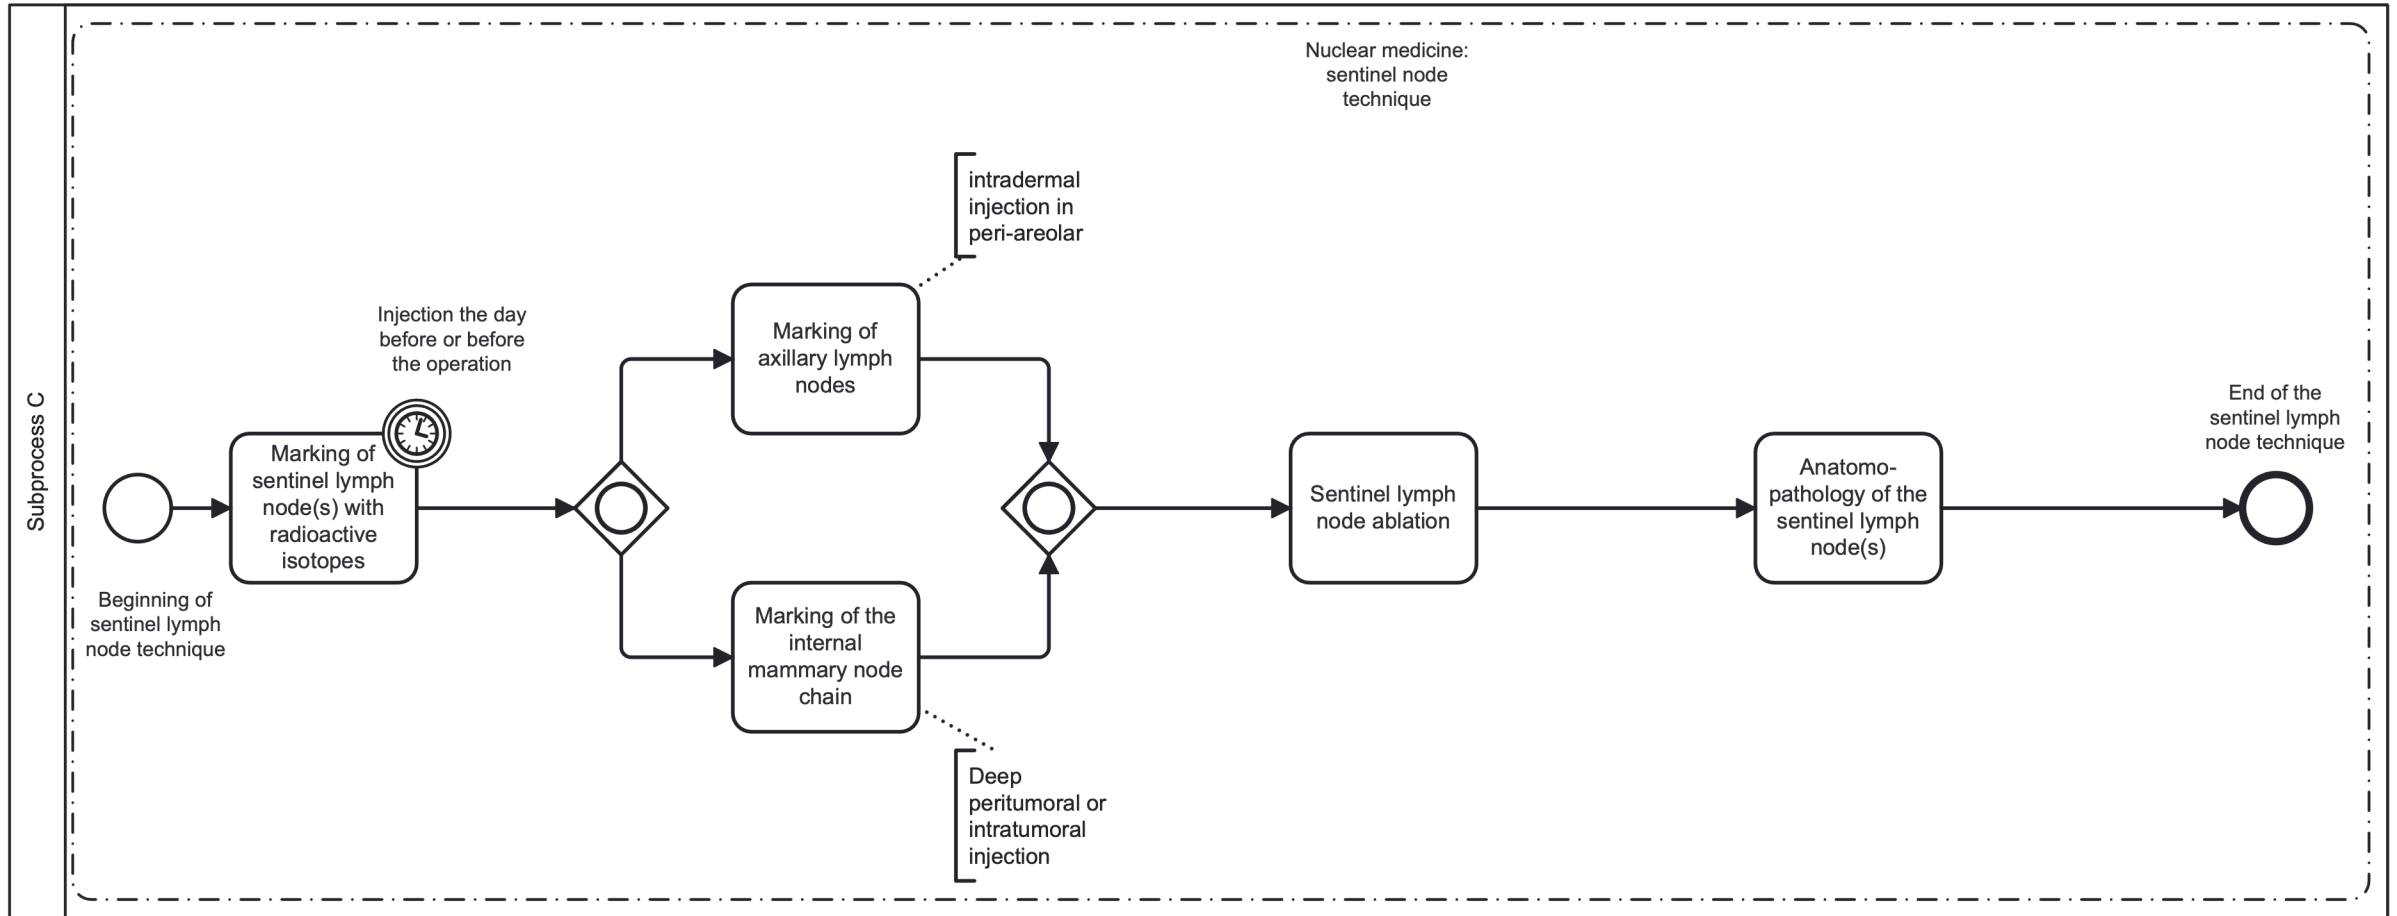 Subprocess C
Nuclear medicine:
sentinel node
technique
Beginning of
sentinel lymph
node technique
Marking of
sentinel lymph
node(s) with
radioactive
isotopes
Injection the day
before or before
the operation
Marking of
axillary lymph
nodes
intradermal
injection in
peri-areolar
Marking of the
internal
mammary node
chain
Deep
peritumoral or
intratumoral
injection
Sentinel lymph
node ablation
Anatomo-
pathology of the
sentinel lymph
node(s)
End of the
sentinel lymph
node technique